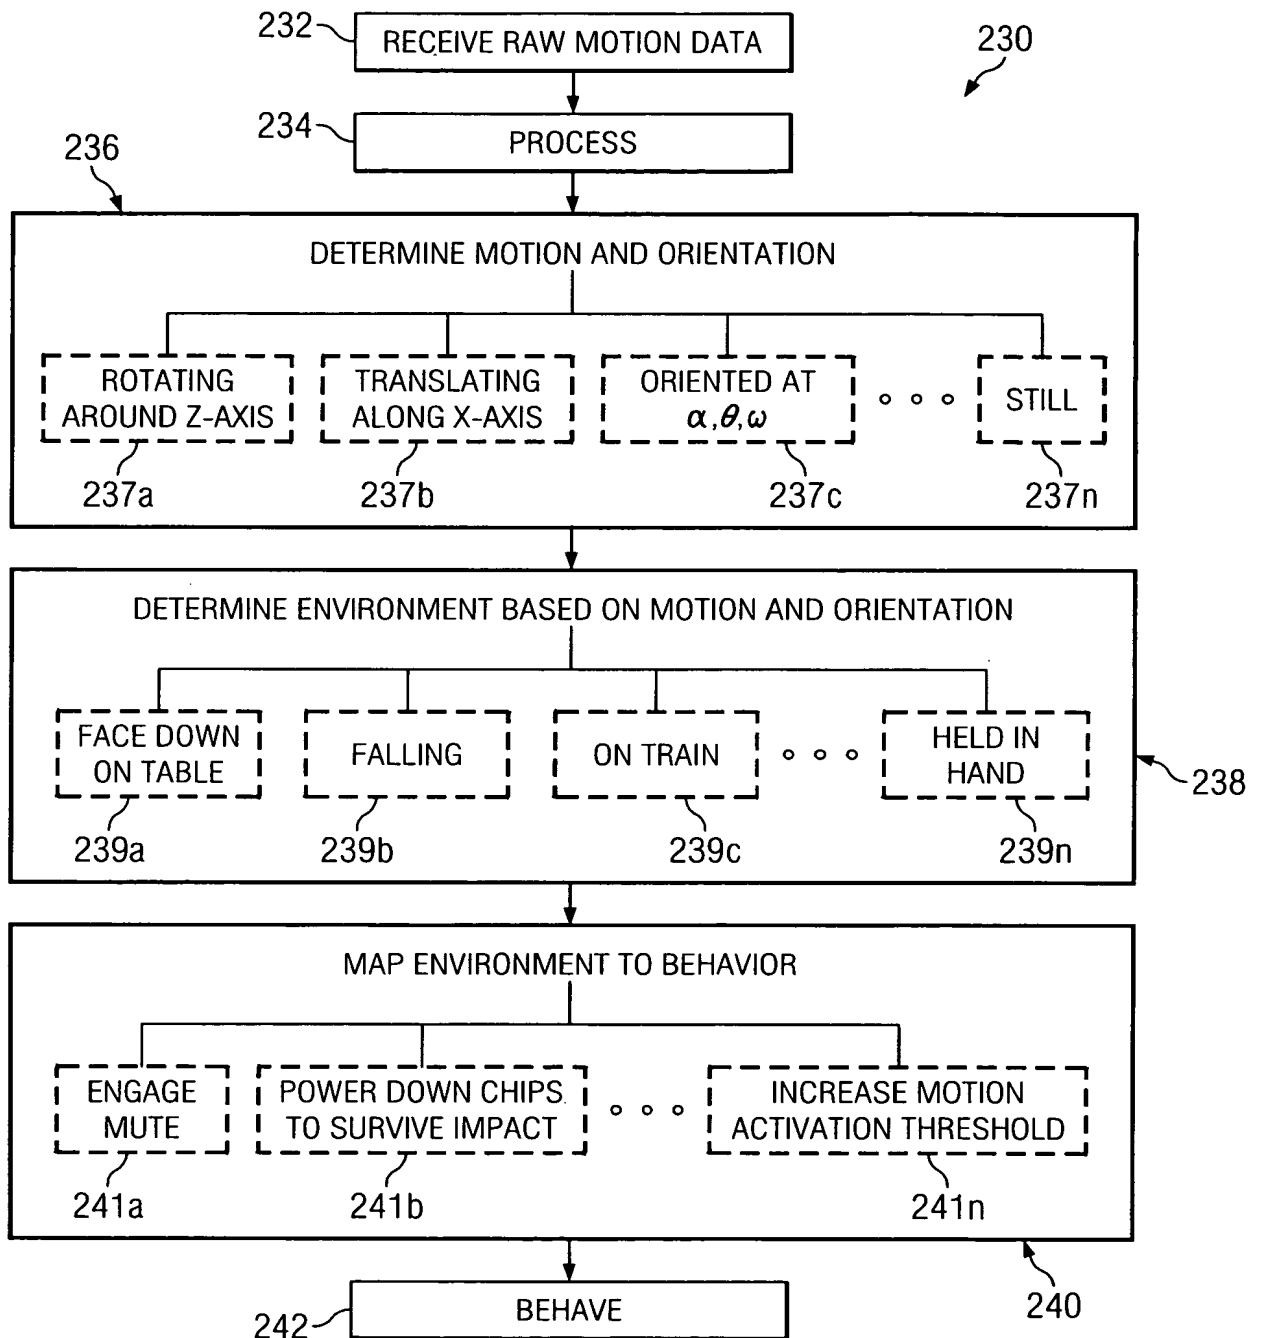 232
RECEIVE RAW MOTION DATA
230
234
PROCESS
236
DETERMINE MOTION AND ORIENTATION
ROTATING
AROUND Z-AXIS
TRANSLATING
ALONG X-AXIS
ORIENTED AT
α,θ,ω
STILL
237a
237b
237c
237n
DETERMINE ENVIRONMENT BASED ON MOTION AND ORIENTATION
FACE DOWN
ON TABLE
FALLING
ON TRAIN
HELD IN
HAND
238
239a
239b
239c
239n
MAP ENVIRONMENT TO BEHAVIOR
ENGAGE
MUTE
POWER DOWN CHIPS
TO SURVIVE IMPACT
INCREASE MOTION
ACTIVATION THRESHOLD
241a
241b
241n
240
242
BEHAVE